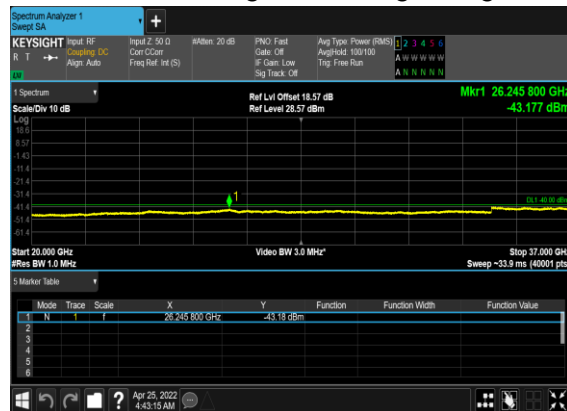 Spectrum Analyzer 1
Swept SA
+
KEYSIGHT Input: RF Input Z: 50 Ω #Atten: 20 dB PNO: Fast Avg Type: Power (RMS) 1 2 3 4 5 6
R T Coupling: DC Corr CCorr Gate: Off Avg|Hold: 100/100 A W W W W W
Align: Auto Freq Ref: Int (S) IF Gain: Low Trig: Free Run
Sig Track: Off A N N N N N
LXI
1 Spectrum Ref Lvl Offset 18.57 dB Mkr1 26.245 800 GHz
Scale/Div 10 dB Ref Level 28.57 dBm -43.177 dBm
Log
18.6
8.57
-1.43
-11.4
-21.4
-31.4
1
DL1 -40.00 dBm
-41.4
-51.4
-61.4
Start 20.000 GHz Video BW 3.0 MHz* Stop 37.000 GHz
#Res BW 1.0 MHz Sweep ~33.9 ms (40001 pts)
5 Marker Table
Mode Trace Scale X Y Function Function Width Function Value
1 N 1 f 26.245 800 GHz -43.18 dBm
2
3
4
5
6
? Apr 25, 2022
4:43:15 AM